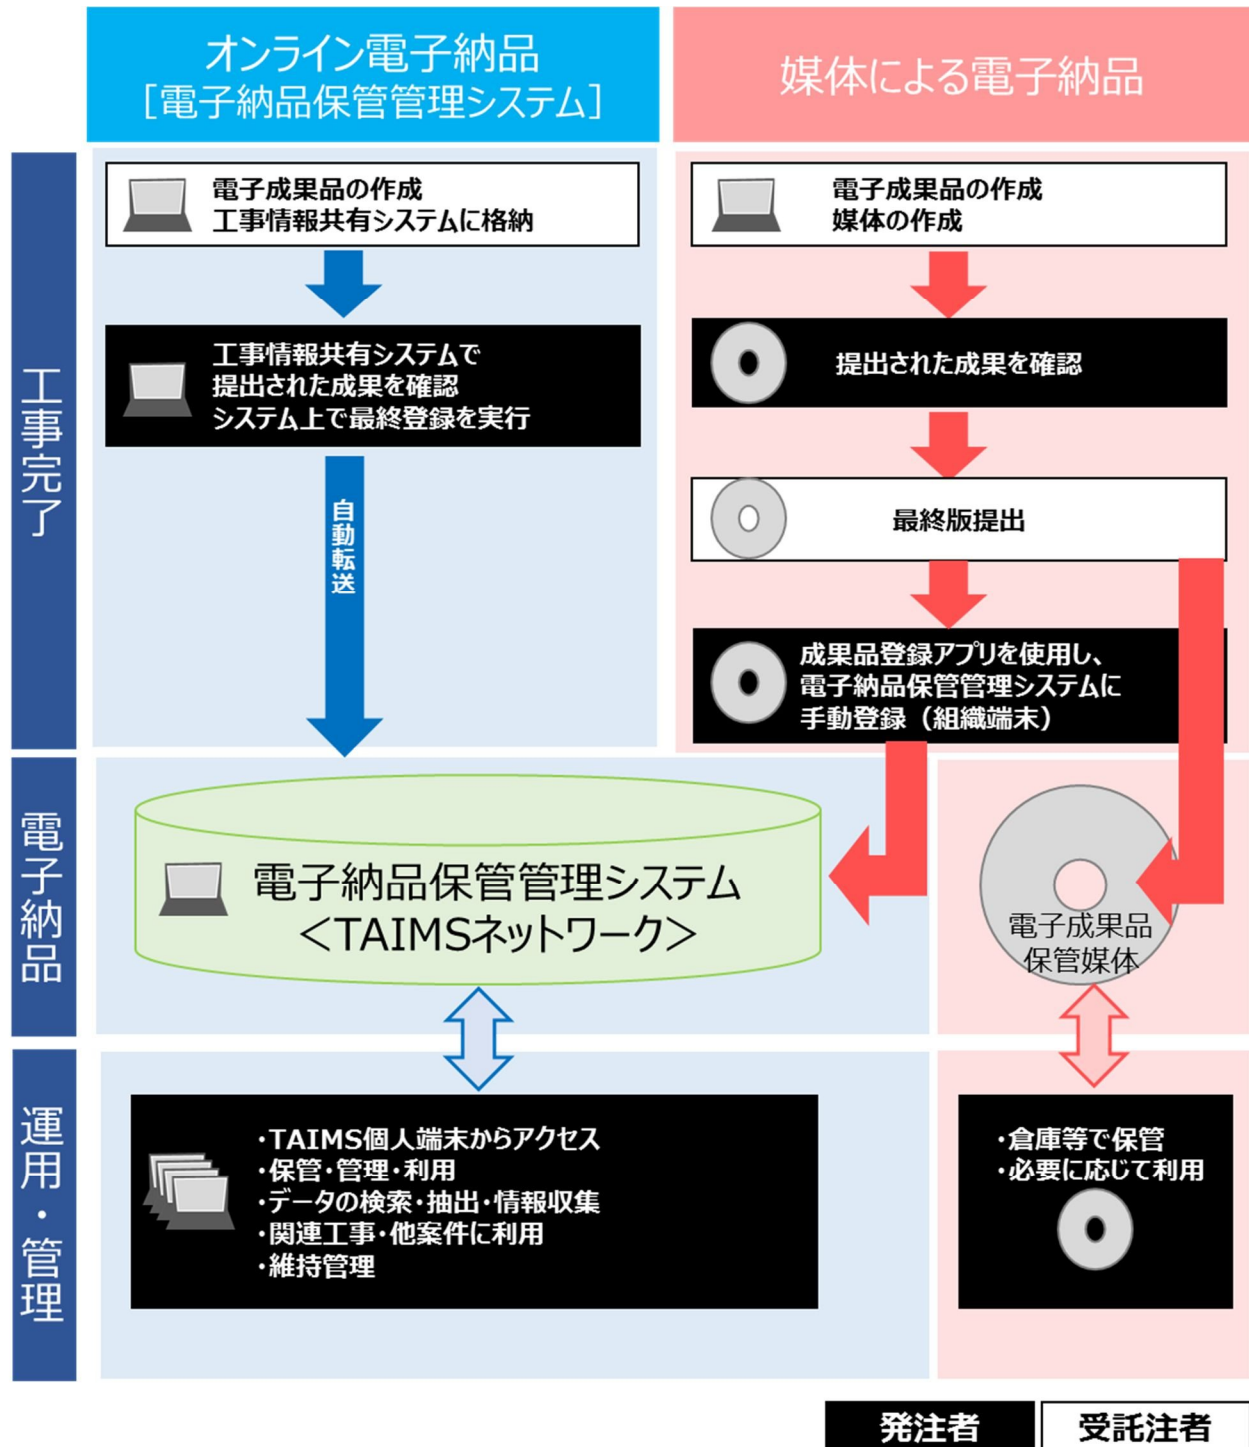 オンライン電子納品
［電子納品保管管理システム］
媒体による電子納品
工事完了
電子成果品の作成
工事情報共有システムに格納
工事情報共有システムで
提出された成果を確認
システム上で最終登録を実行
自動転送
電子成果品の作成
媒体の作成
提出された成果を確認
最終版提出
成果品登録アプリを使用し、
電子納品保管管理システムに
手動登録（組織端末）
電子納品
電子納品保管管理システム
＜TAIMSネットワーク＞
電子成果品
保管媒体
運用・管理
・TAIMS個人端末からアクセス
・保管・管理・利用
・データの検索・抽出・情報収集
・関連工事・他案件に利用
・維持管理
・倉庫等で保管
・必要に応じて利用
発注者
受託注者